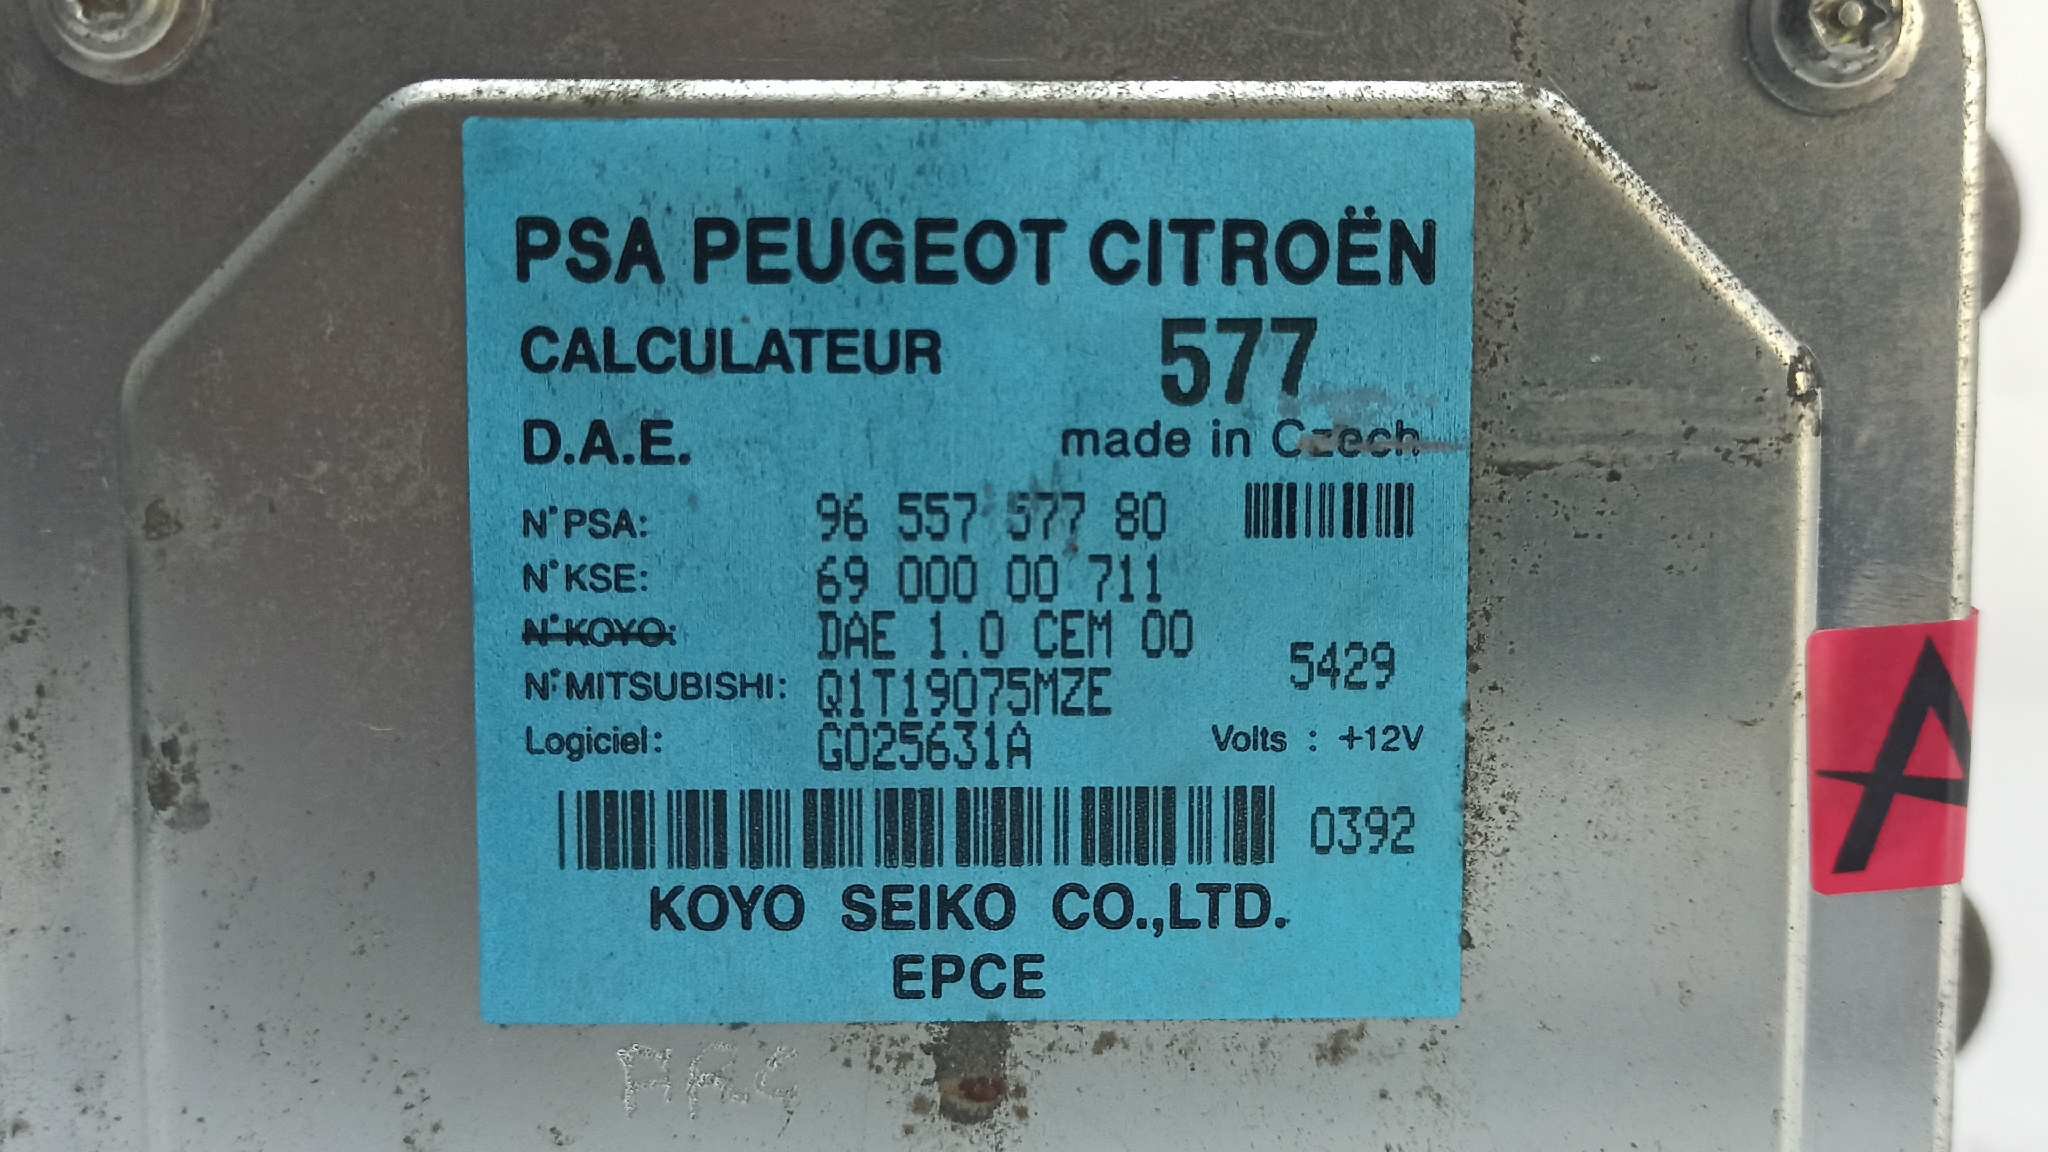 PSA PEUGEOT CITROËN
CALCULATEUR 577
D.A.E. made in Czech
N° PSA: 96 557 577 80
N° KSE: 69 000 00 711
N° KOYO: DAE 1.0 CEM 00
5429
N° MITSUBISHI: Q1T19075MZE
Logiciel: G025631A Volts : +12V
0392
KOYO SEIKO CO.,LTD.
EPCE
A